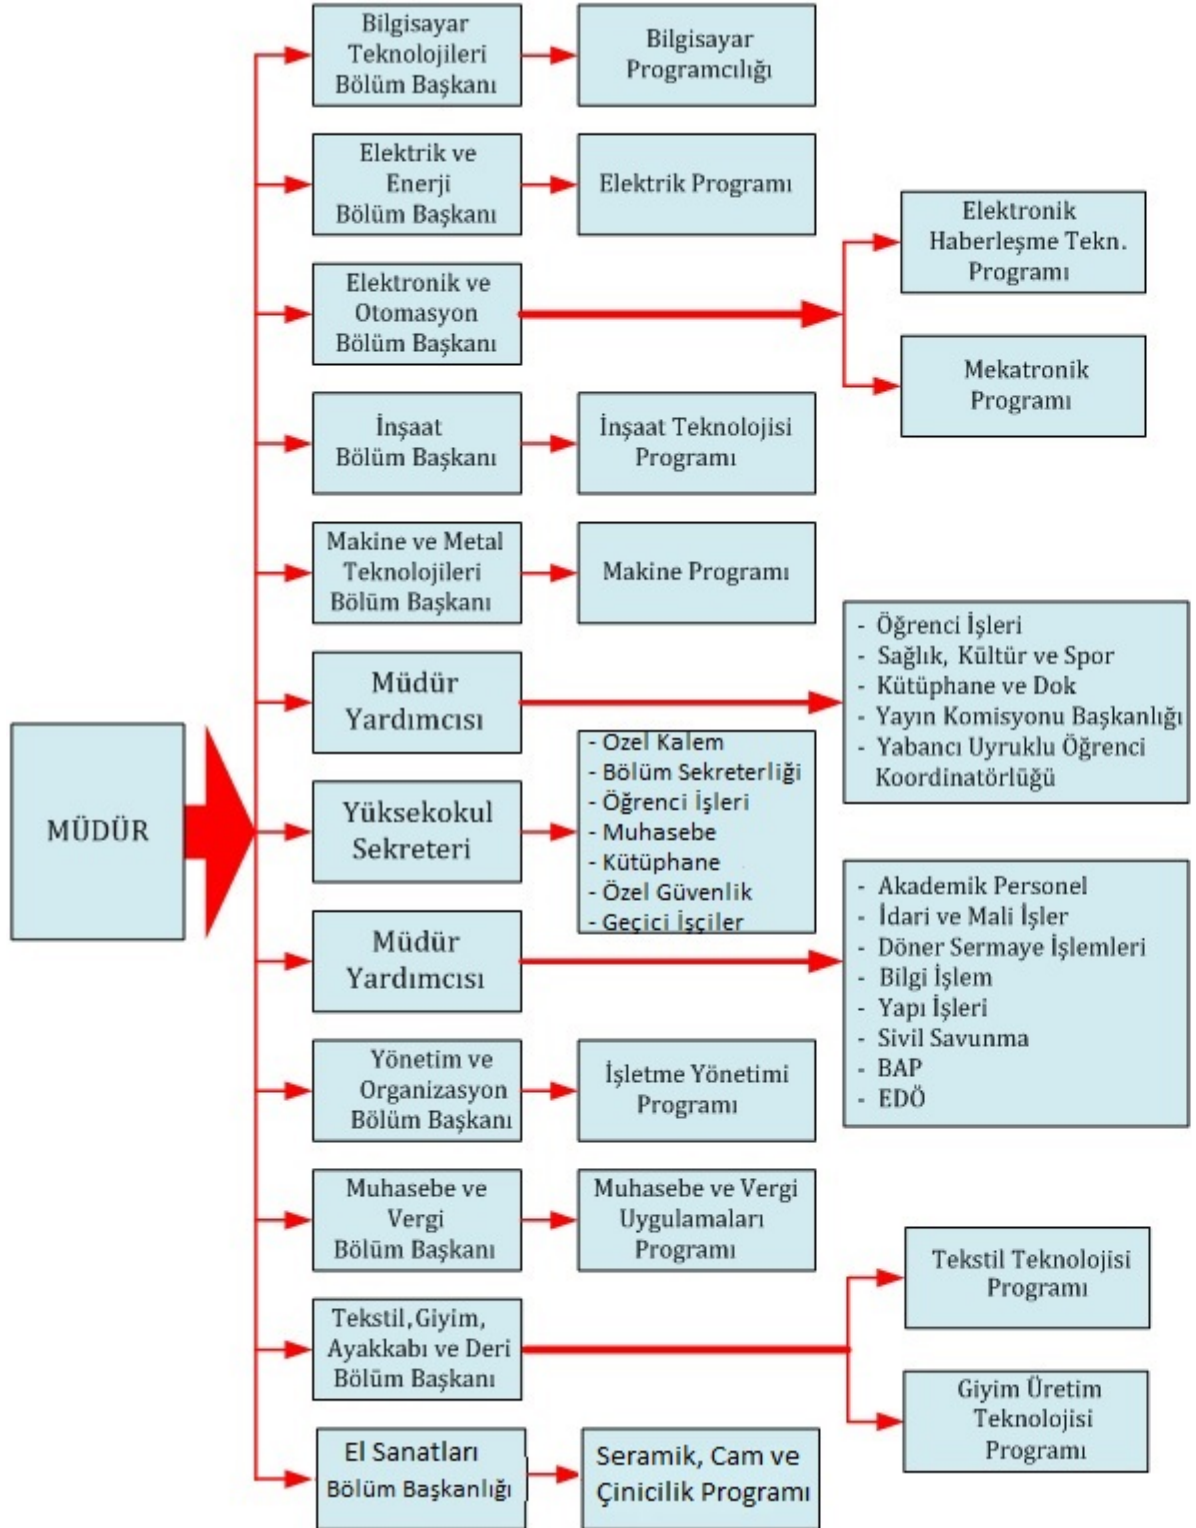 Bilgisayar
Teknolojileri
Bölüm Başkanı
Bilgisayar
Programcılığı
Elektrik ve
Enerji
Bölüm Başkanı
Elektrik Programı
Elektronik ve
Otomasyon
Bölüm Başkanı
Elektronik
Haberleşme Tekn.
Programı
Mekatronik
Programı
İnşaat
Bölüm Başkanı
İnşaat Teknolojisi
Programı
Makine ve Metal
Teknolojileri
Bölüm Başkanı
Makine Programı
Müdür
Yardımcısı
- Öğrenci İşleri
- Sağlık, Kültür ve Spor
- Kütüphane ve Dok
- Yayın Komisyonu Başkanlığı
- Yabancı Uyruklu Öğrenci
Koordinatörlüğü
MÜDÜR
Yüksekokul
Sekreteri
- Özel Kalem
- Bölüm Sekreterliği
- Öğrenci İşleri
- Muhasebe
- Kütüphane
- Özel Güvenlik
- Geçici İşçiler
Müdür
Yardımcısı
- Akademik Personel
- İdari ve Mali İşler
- Döner Sermaye İşlemleri
- Bilgi İşlem
- Yapı İşleri
- Sivil Savunma
- BAP
- EDÖ
Yönetim ve
Organizasyon
Bölüm Başkanı
İşletme Yönetimi
Programı
Muhasebe ve
Vergi
Bölüm Başkanı
Muhasebe ve Vergi
Uygulamaları
Programı
Tekstil,Giyim,
Ayakkabı ve Deri
Bölüm Başkanı
Tekstil Teknolojisi
Programı
Giyim Üretim
Teknolojisi
Programı
El Sanatları
Bölüm Başkanlığı
Seramik, Cam ve
Çinicilik Programı